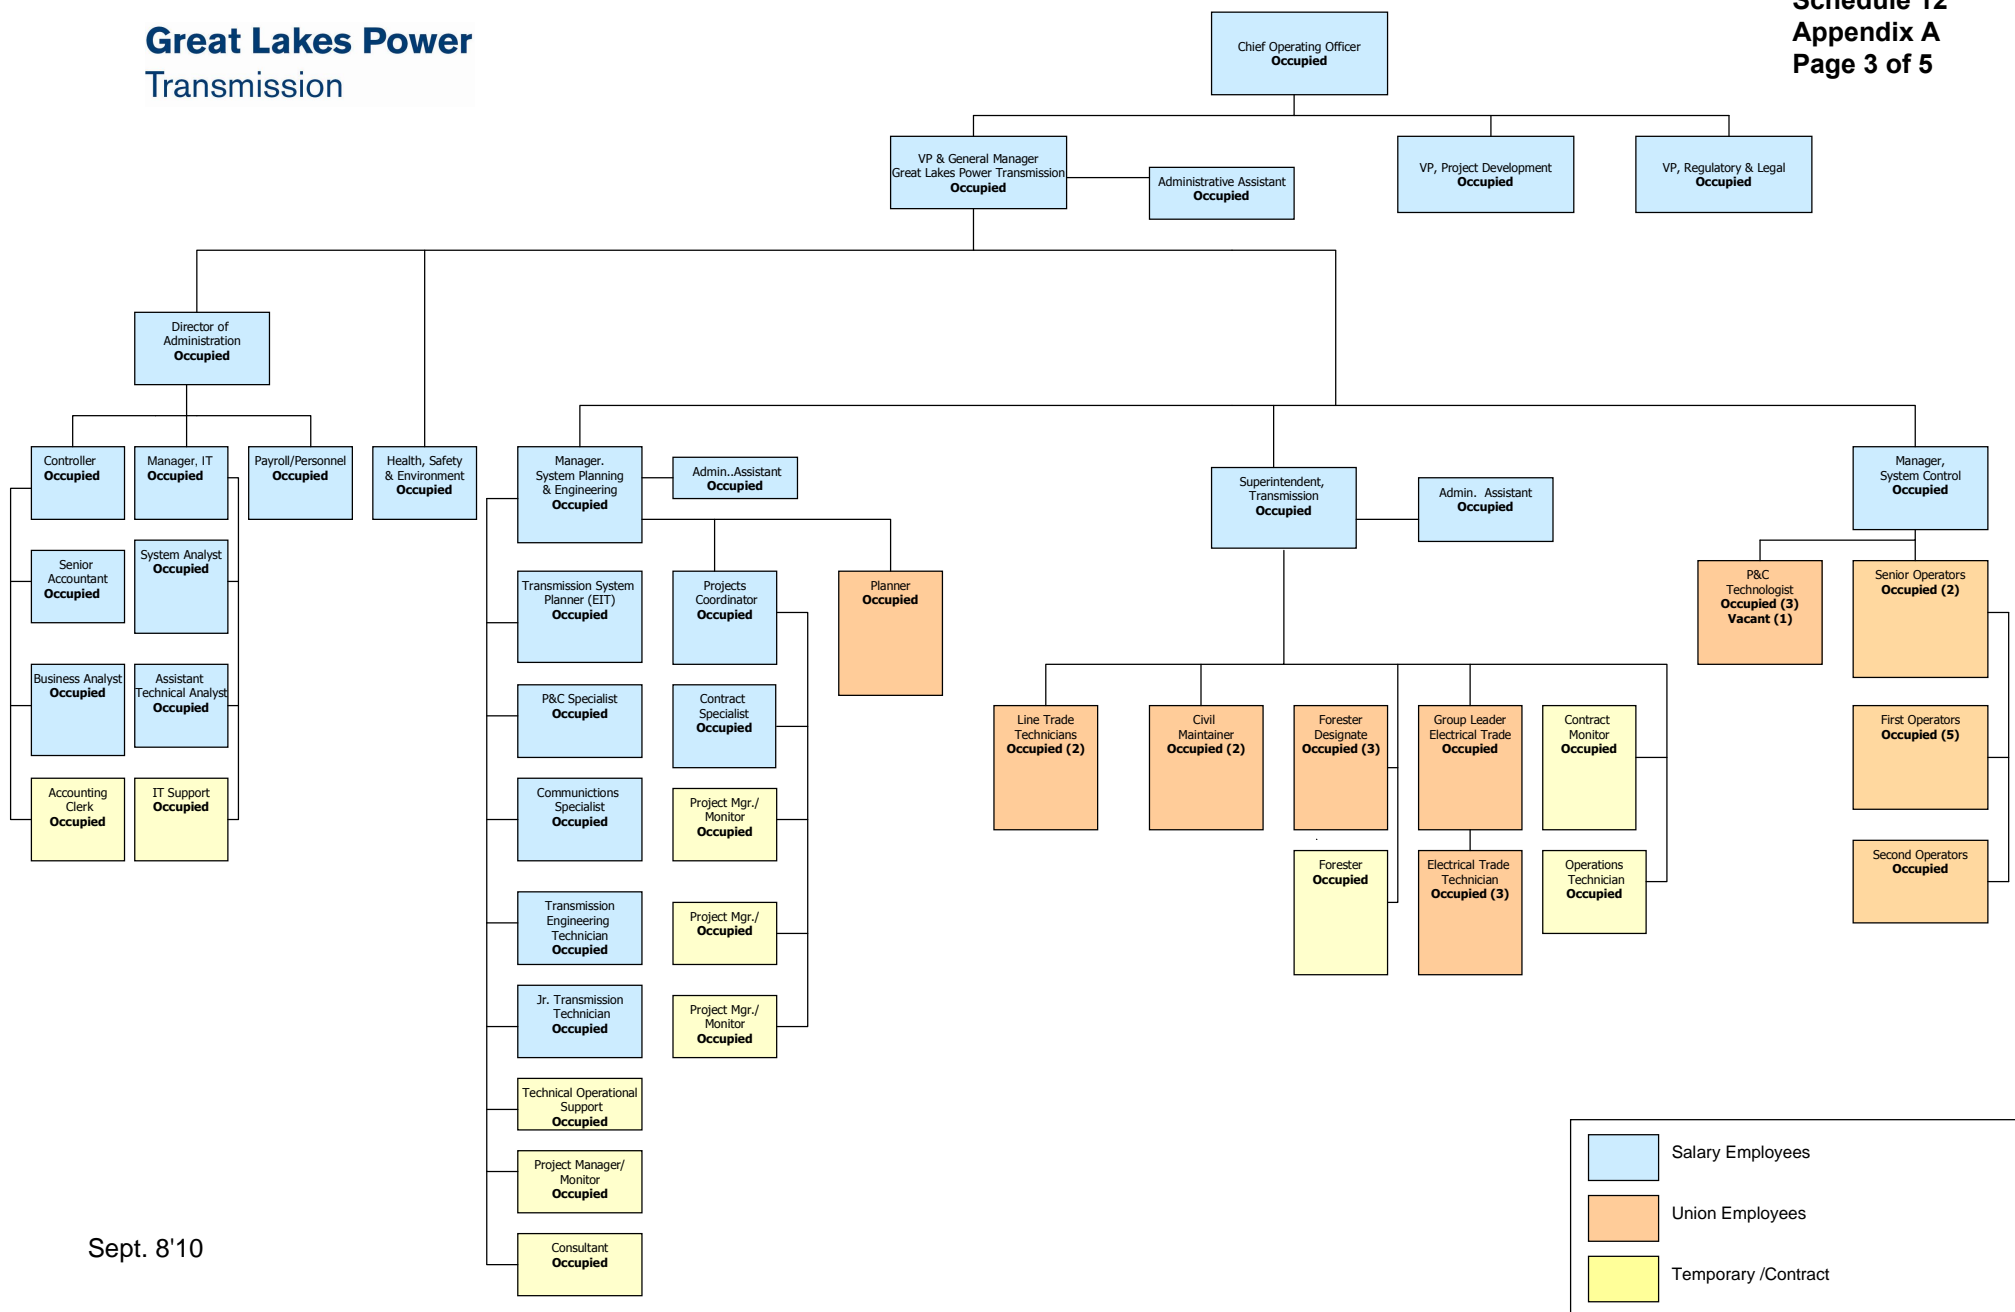 Great Lakes Power
Transmission
Schedule 12
Appendix A
Page 3 of 5
Chief Operating Officer
Occupied
VP & General Manager
Great Lakes Power Transmission
Occupied
Administrative Assistant
Occupied
VP, Project Development
Occupied
VP, Regulatory & Legal
Occupied
Director of
Administration
Occupied
Controller
Occupied
Manager, IT
Occupied
Payroll/Personnel
Occupied
Health, Safety
& Environment
Occupied
Manager.
System Planning
& Engineering
Occupied
Admin..Assistant
Occupied
Superintendent,
Transmission
Occupied
Admin. Assistant
Occupied
Manager,
System Control
Occupied
Senior
Accountant
Occupied
System Analyst
Occupied
Transmission System
Planner (EIT)
Occupied
Projects
Coordinator
Occupied
Planner
Occupied
P&C
Technologist
Occupied (3)
Vacant (1)
Senior Operators
Occupied (2)
Business Analyst
Occupied
Assistant
Technical Analyst
Occupied
P&C Specialist
Occupied
Contract
Specialist
Occupied
Line Trade
Technicians
Occupied (2)
Civil
Maintainer
Occupied (2)
Forester
Designate
Occupied (3)
Group Leader
Electrical Trade
Occupied
Contract
Monitor
Occupied
First Operators
Occupied (5)
Accounting
Clerk
Occupied
IT Support
Occupied
Communictions
Specialist
Occupied
Project Mgr./
Monitor
Occupied
.
Forester
Occupied
Electrical Trade
Technician
Occupied (3)
Operations
Technician
Occupied
Second Operators
Occupied
Transmission
Engineering
Technician
Occupied
Project Mgr./
Occupied
Jr. Transmission
Technician
Occupied
Project Mgr./
Monitor
Occupied
Technical Operational
Support
Occupied
Project Manager/
Monitor
Occupied
Consultant
Occupied
Sept. 8'10
Salary Employees
Union Employees
Temporary /Contract